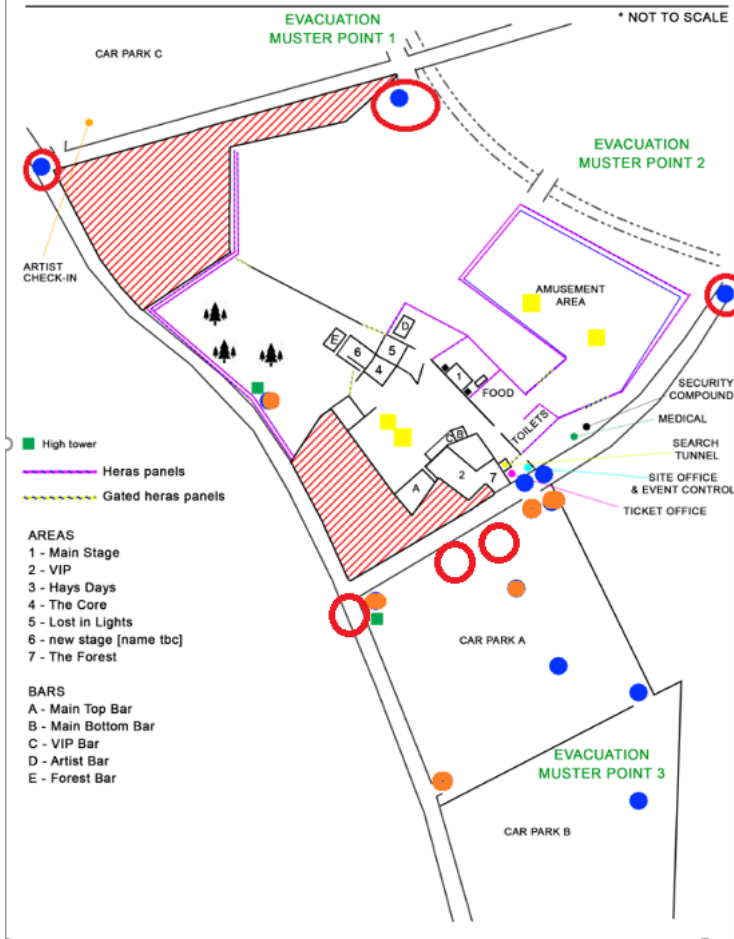 * NOT TO SCALE
EVACUATION
MUSTER POINT 1
CAR PARK C
EVACUATION
MUSTER POINT 2
ARTIST
CHECK-IN
AMUSEMENT
AREA
D
E
6
5
4
1
FOOD
TOILETS
SECURITY
COMPOUND
MEDICAL
SEARCH
TUNNEL
SITE OFFICE
& EVENT CONTROL
TICKET OFFICE
C
B
2
7
A
High tower
Heras panels
Gated heras panels
AREAS
1 - Main Stage
2 - VIP
3 - Hays Days
4 - The Core
5 - Lost in Lights
6 - new stage [name tbc]
7 - The Forest
BARS
A - Main Top Bar
B - Main Bottom Bar
C - VIP Bar
D - Artist Bar
E - Forest Bar
CAR PARK A
EVACUATION
MUSTER POINT 3
CAR PARK B